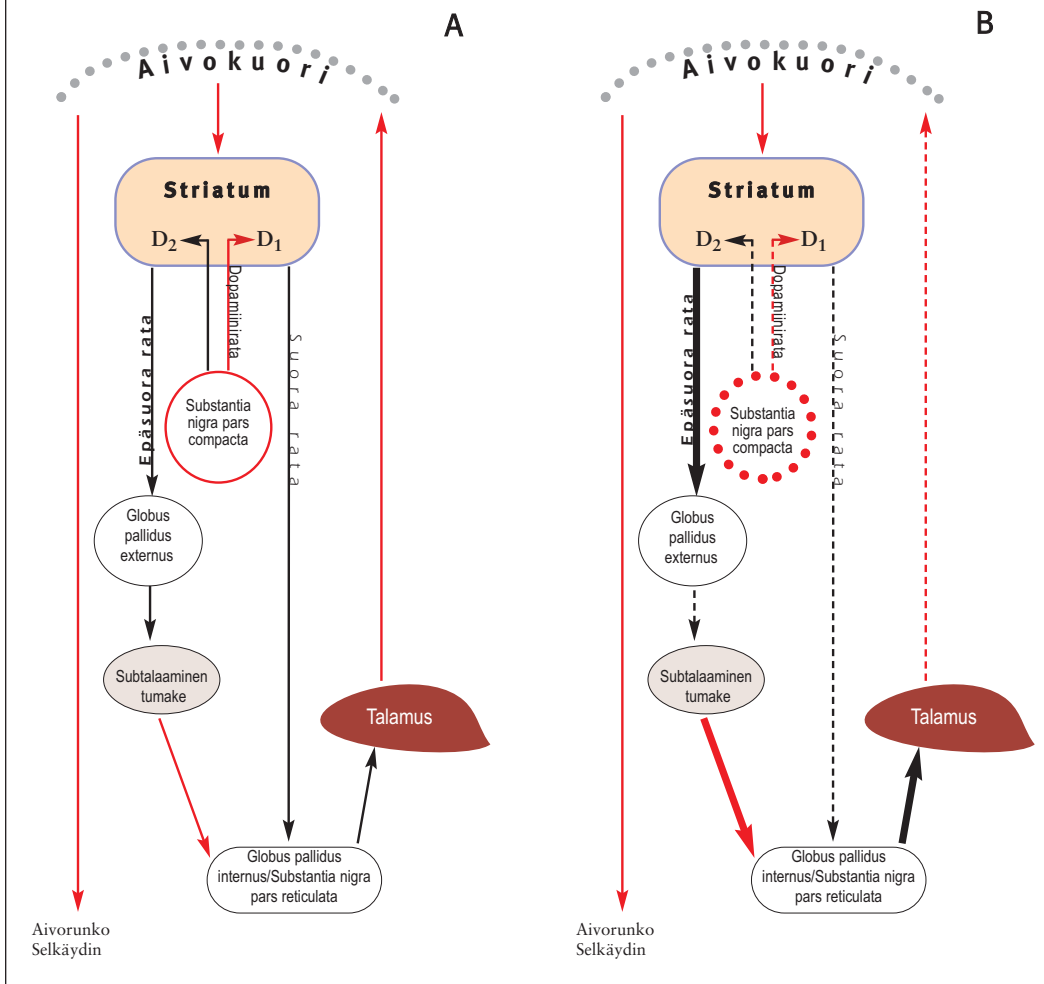 A
Aivokuori
Striatum
D2
D1
Dopamiinirata
Epäsuora rata
Suora rata
Substantia
nigra pars
compacta
Globus
pallidus
externus
Subtalaaminen
tumake
Talamus
Globus pallidus
internus/Substantia nigra
pars reticulata
Aivorunko
Selkäydin
B
Aivokuori
Striatum
D2
D1
Dopamiinirata
Epäsuora rata
Suora rata
Substantia
nigra pars
compacta
Globus
pallidus
externus
Subtalaaminen
tumake
Talamus
Globus pallidus
internus/Substantia nigra
pars reticulata
Aivorunko
Selkäydin